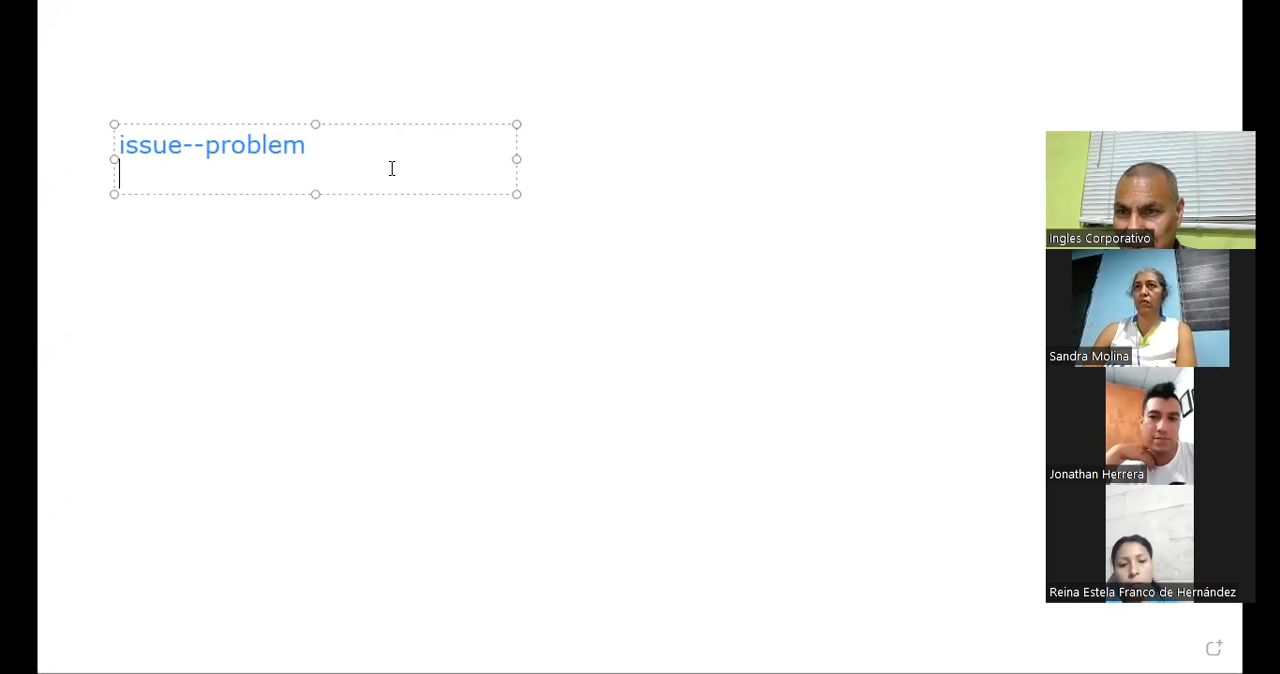 issue--problem
Ingles Corporativo
Sandra Molina
Jonathan Herrera
Reina Estela Franco de Hernández